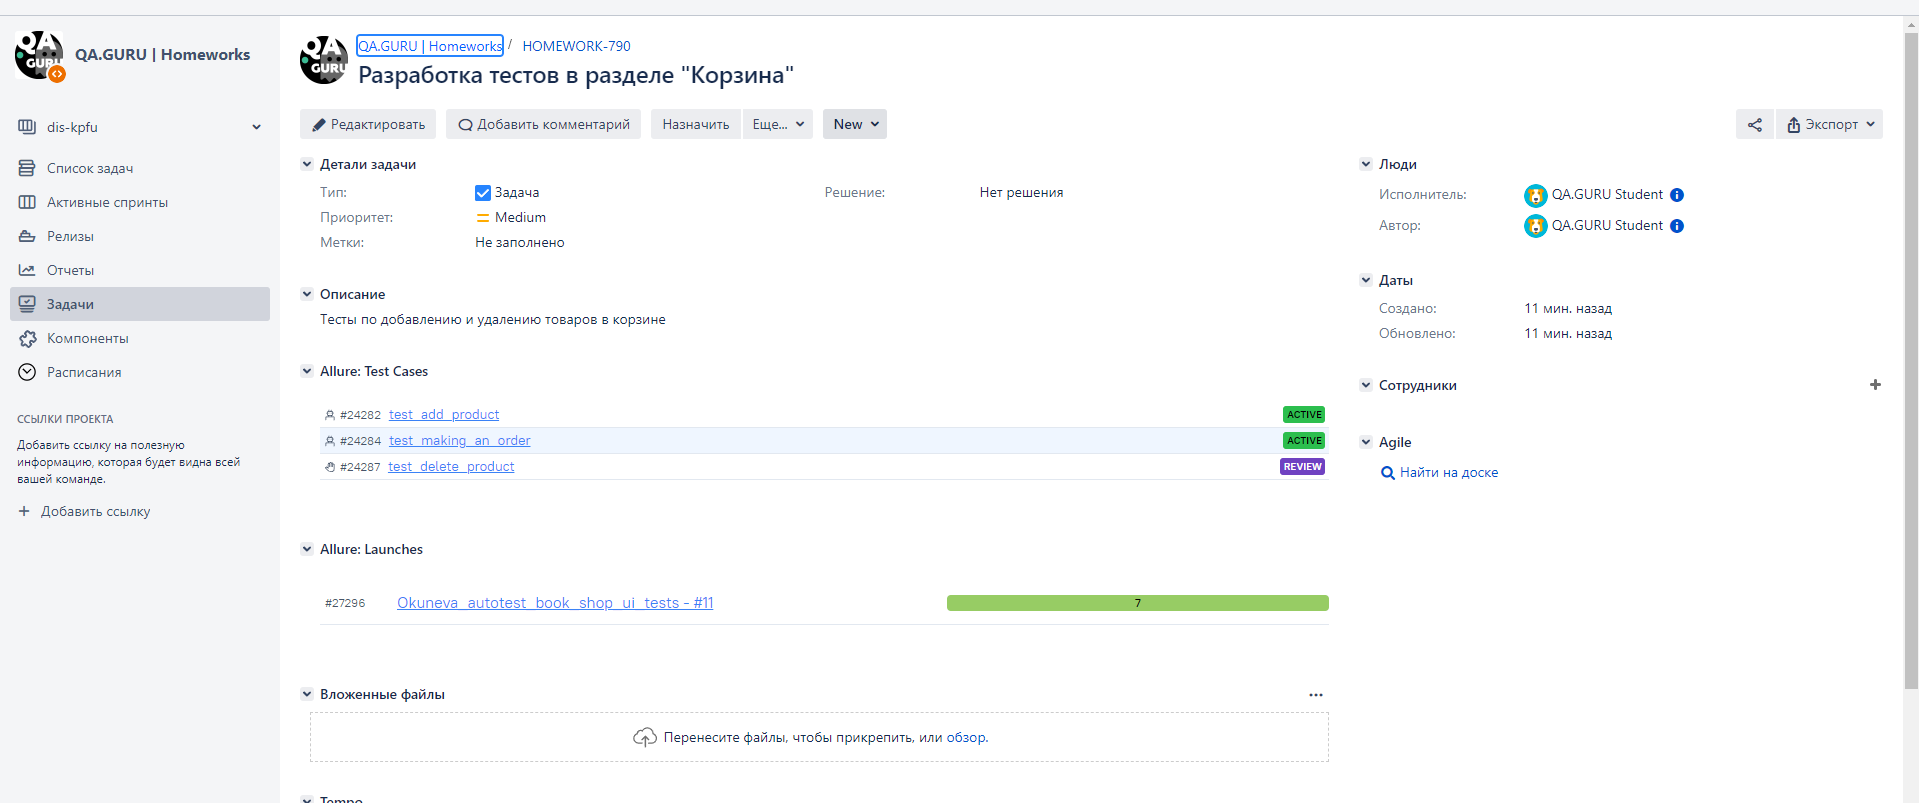 QA.GURU | Homeworks
dis-kpfu
Список задач
Активные спринты
Релизы
Отчеты
Задачи
Компоненты
Расписания
ССЫЛКИ ПРОЕКТА
Добавить ссылку на полезную
информацию, которая будет видна всей
вашей команде.
+ Добавить ссылку
QA.GURU | Homeworks / HOMEWORK-790
Разработка тестов в разделе "Корзина"
Редактировать Добавить комментарий Назначить Еще... New Экспорт
Детали задачи
Тип: Задача Решение: Нет решения
Приоритет: Medium
Метки: Не заполнено
Описание
Тесты по добавлению и удалению товаров в корзине
Allure: Test Cases
#24282 test_add_product ACTIVE
#24284 test_making_an_order ACTIVE
#24287 test_delete_product REVIEW
Allure: Launches
#27296 Okuneva_autotest_book_shop_ui_tests - #11 7
Вложенные файлы
Перенесите файлы, чтобы прикрепить, или обзор.
Tempo
Люди
Исполнитель: QA.GURU Student
Автор: QA.GURU Student
Даты
Создано: 11 мин. назад
Обновлено: 11 мин. назад
Сотрудники
Agile
Найти на доске